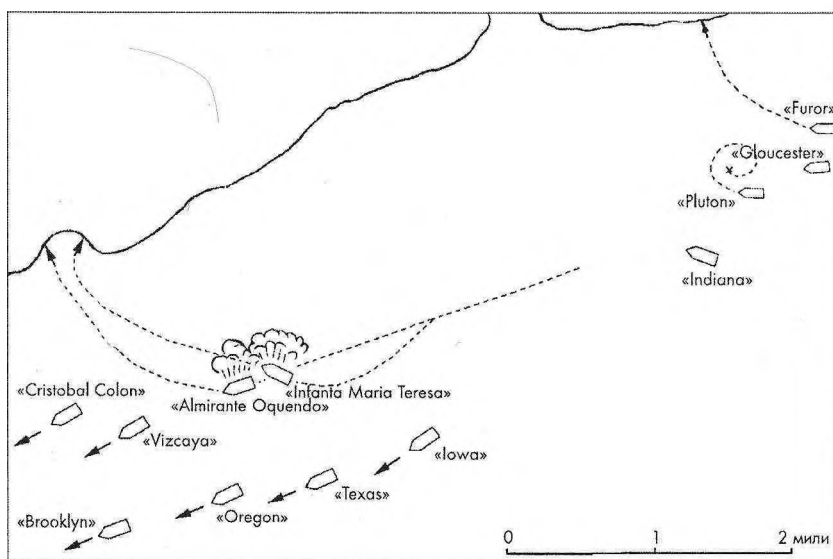 «Furor»
«Gloucester»
«Pluton»
«Indiana»
«Infanta Maria Teresa»
«Cristobal Colon»
«Almirante Oquendo»
«Vizcaya»
«Iowa»
«Texas»
«Oregon»
«Brooklyn»
0 1 2 мили